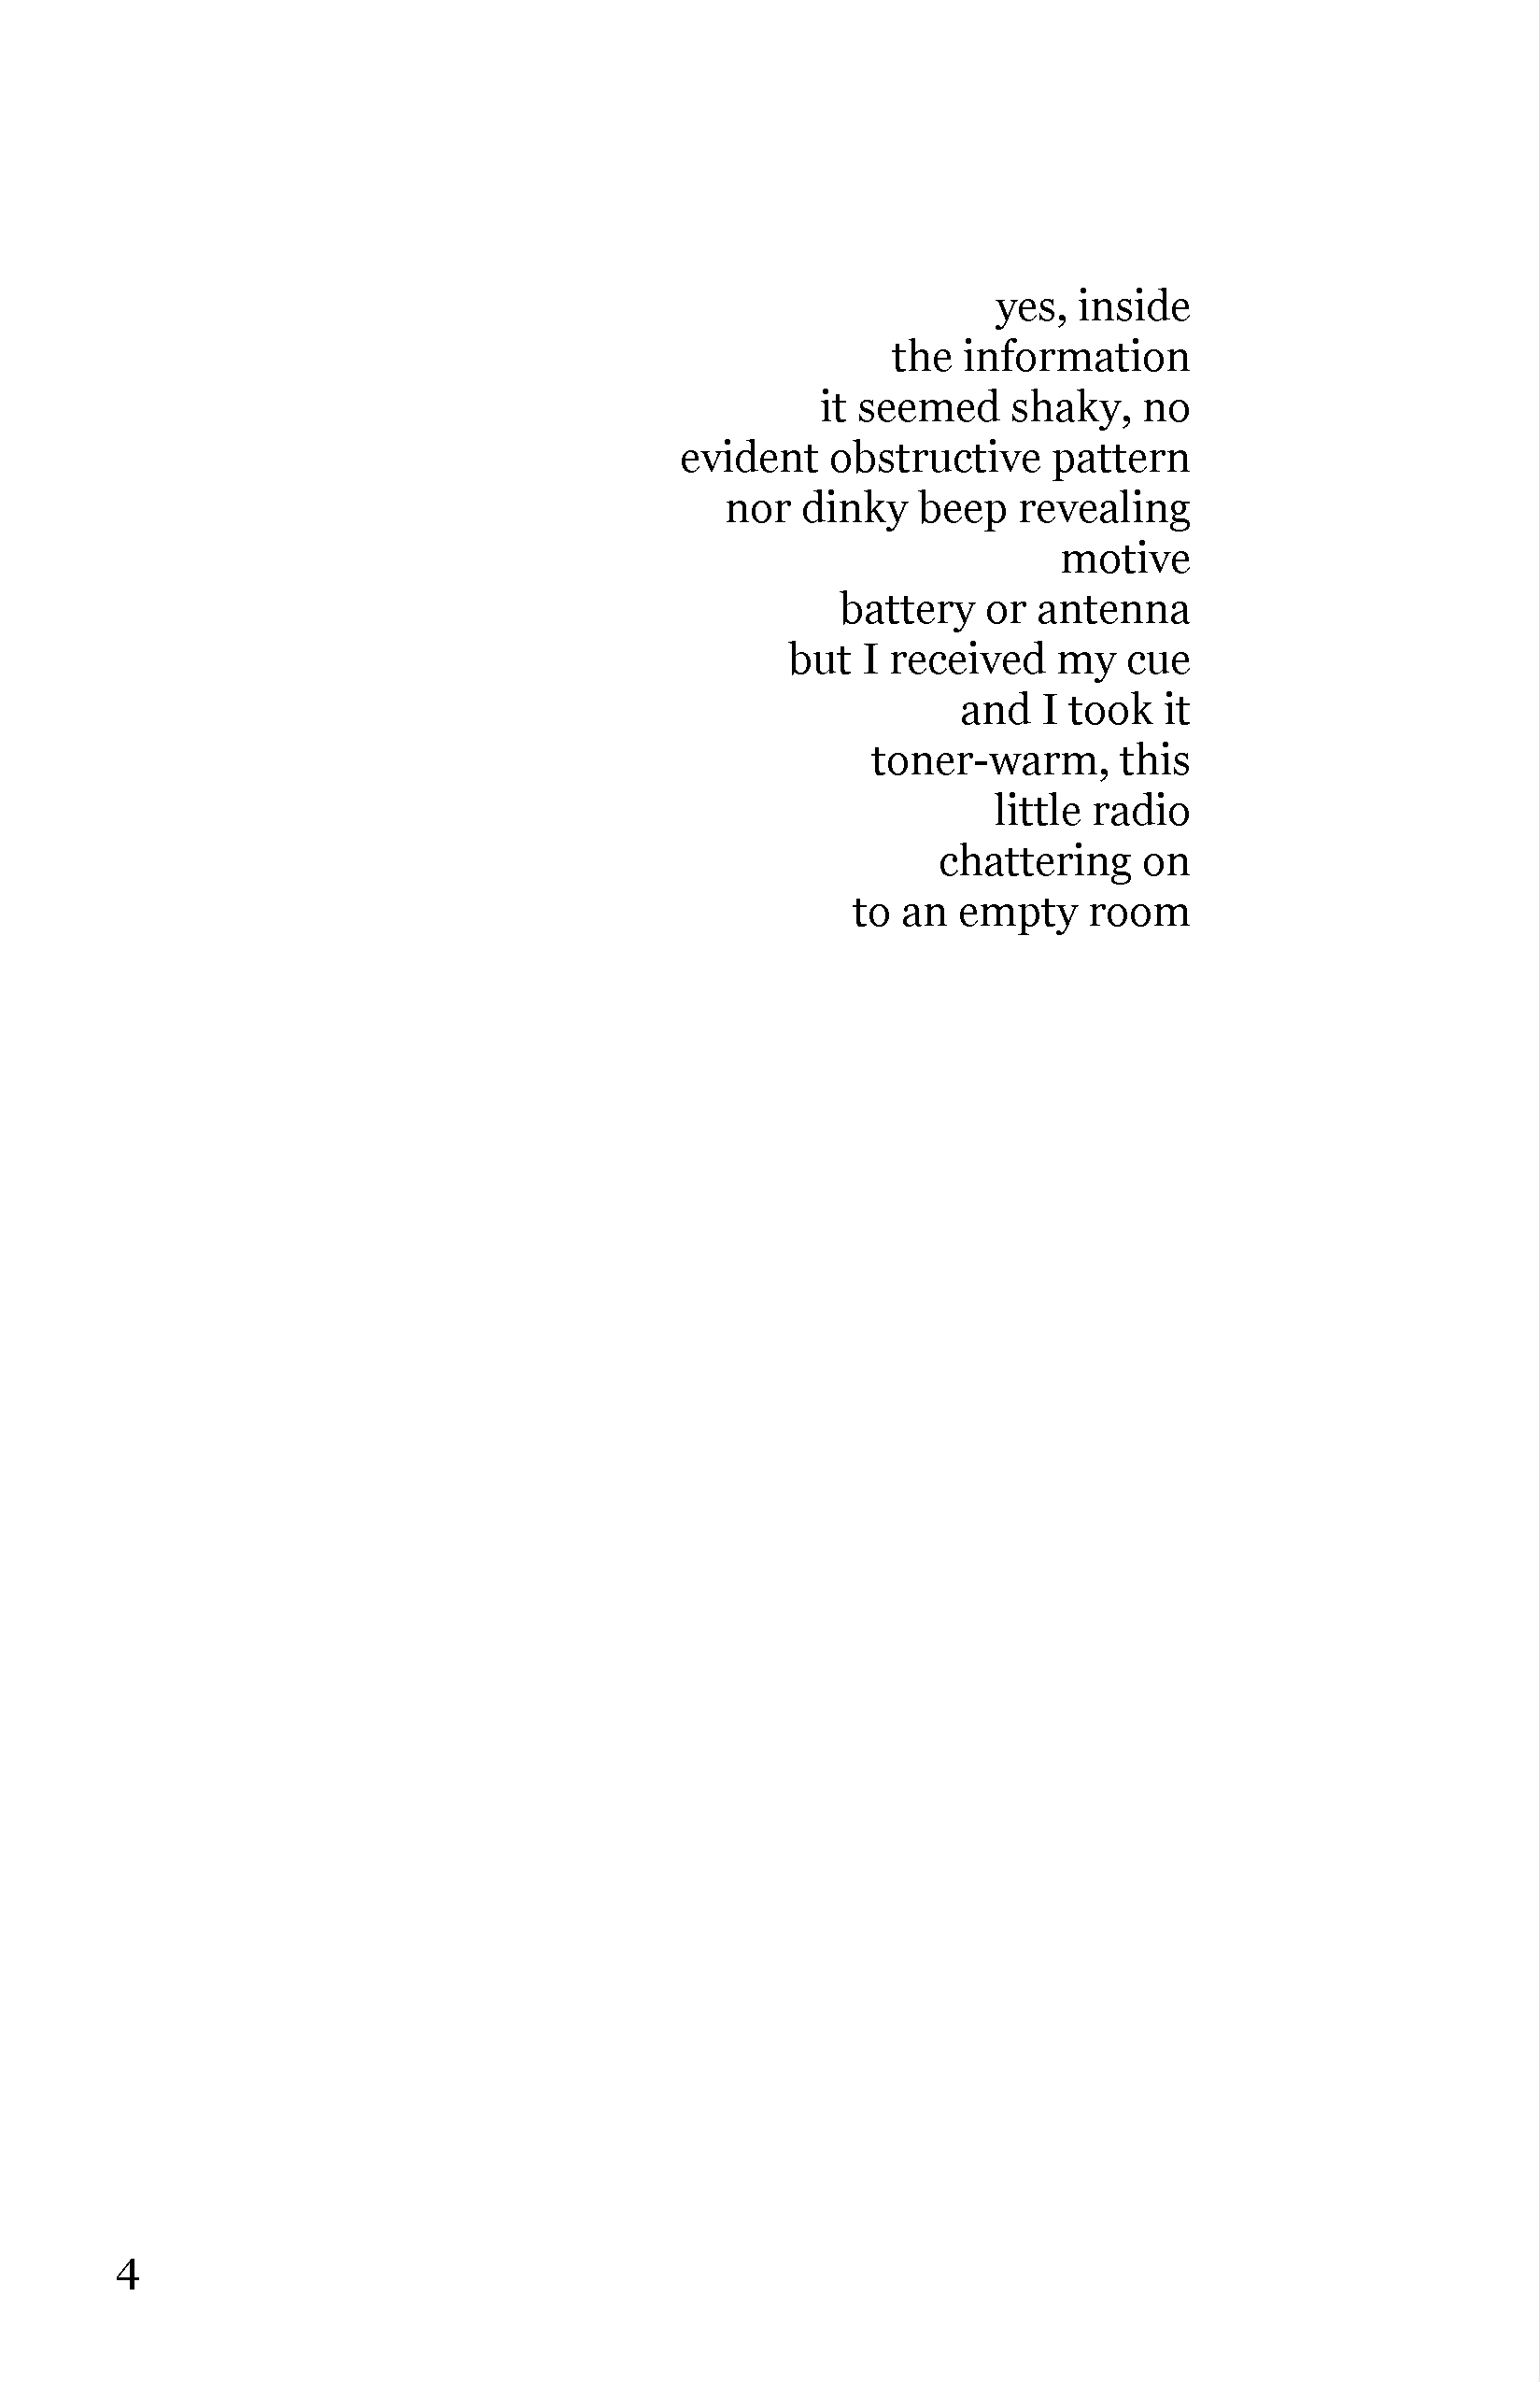 yes, inside
the information
it seemed shaky, no
evident obstructive pattern
nor dinky beep revealing
motive
battery or antenna
but I received my cue
and I took it
toner-warm, this
little radio
chattering on
to an empty room
4